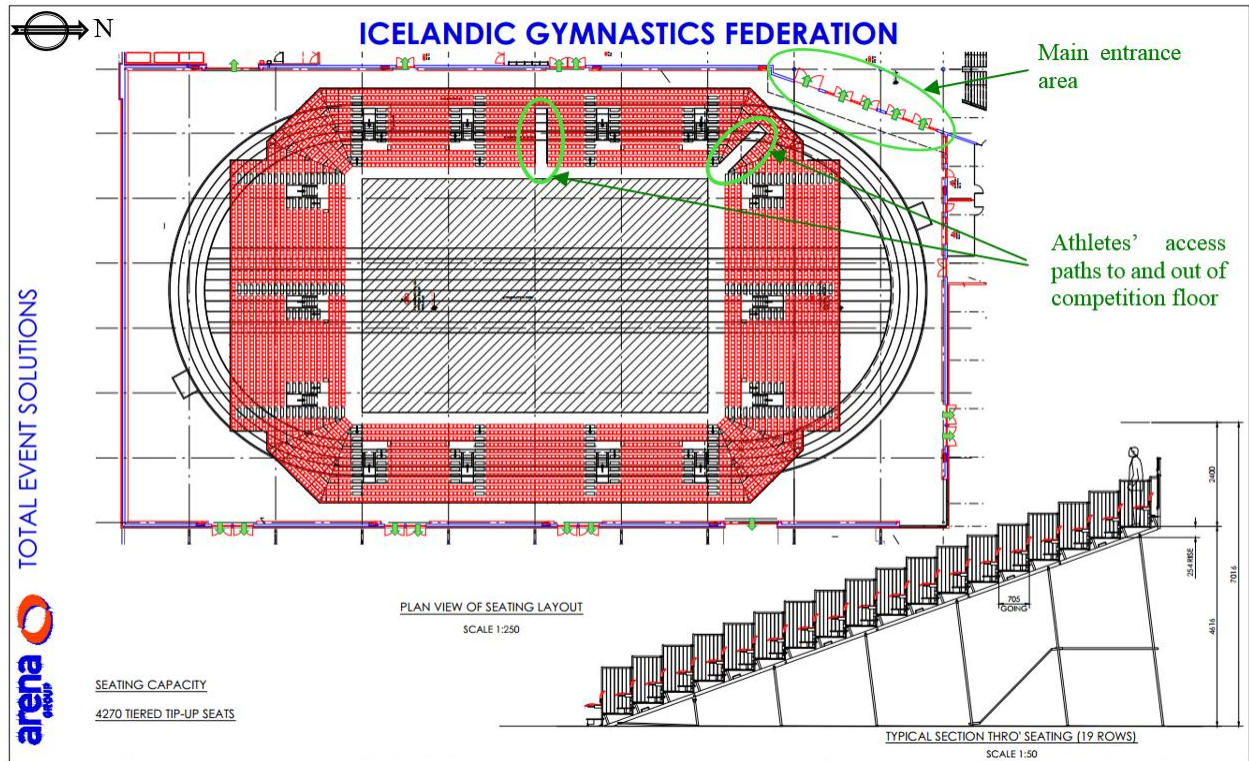 N
ICELANDIC GYMNASTICS FEDERATION
Main entrance
area
Athletes' access
paths to and out of
competition floor
TOTAL EVENT SOLUTIONS
arena
GROUP
PLAN VIEW OF SEATING LAYOUT
SCALE 1:250
SEATING CAPACITY
4270 TIERED TIP-UP SEATS
705
GOING
254 RISE
2400
4616
7016
TYPICAL SECTION THRO' SEATING (19 ROWS)
SCALE 1:50